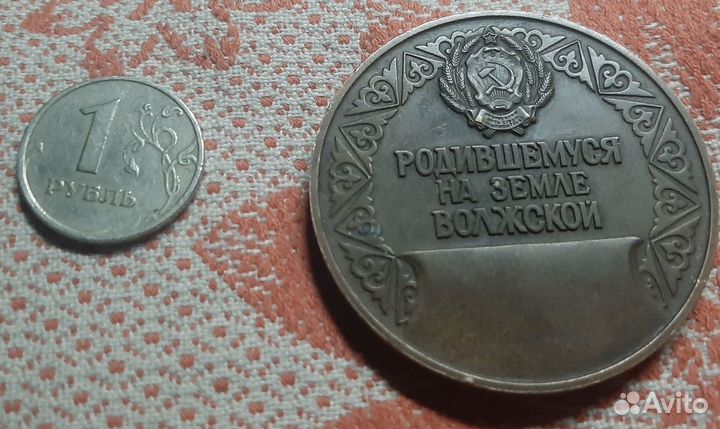 1
РУБЛЬ
РОДИВШЕМУСЯ
НА ЗЕМЛЕ
ВОЛЖСКОЙ
Avito